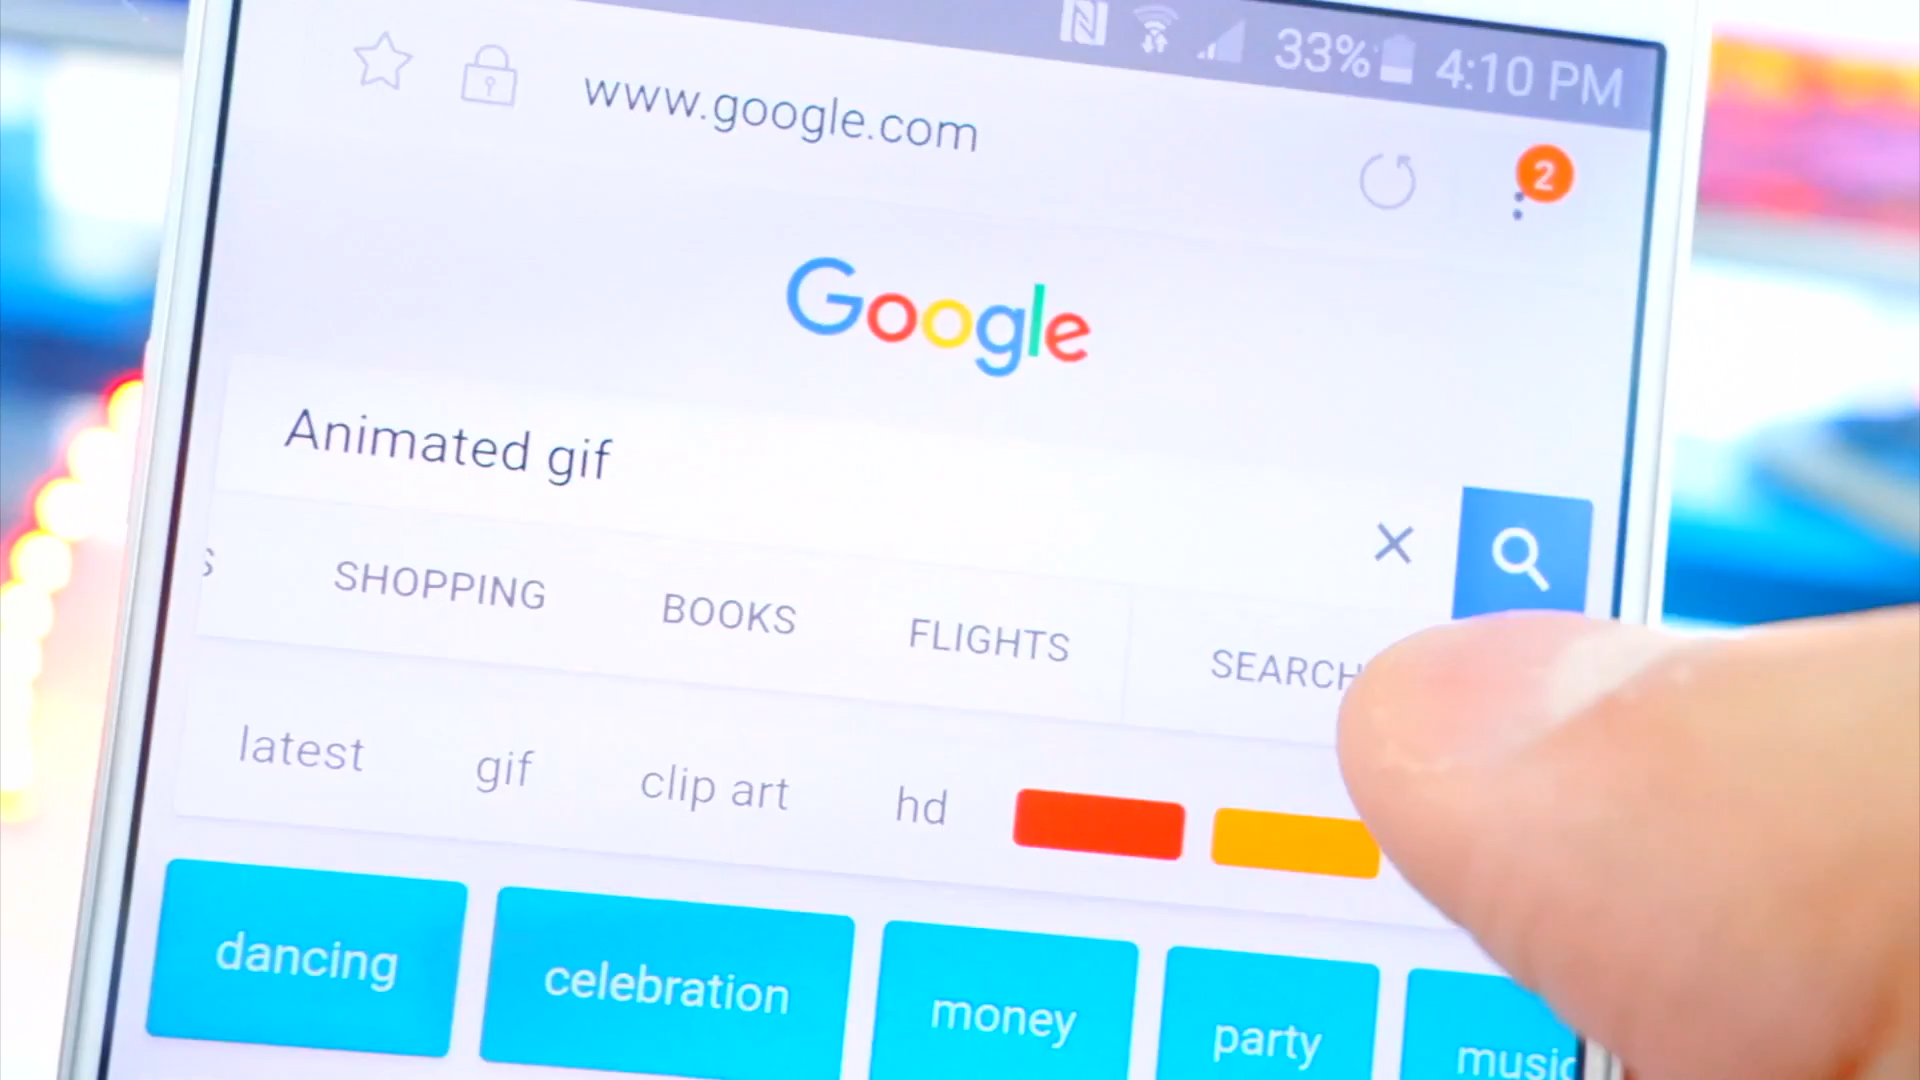 33% 4:10 PM
www.google.com
2
Google
Animated gif
SHOPPING BOOKS FLIGHTS SEARCH
latest gif clip art hd
dancing celebration money party music